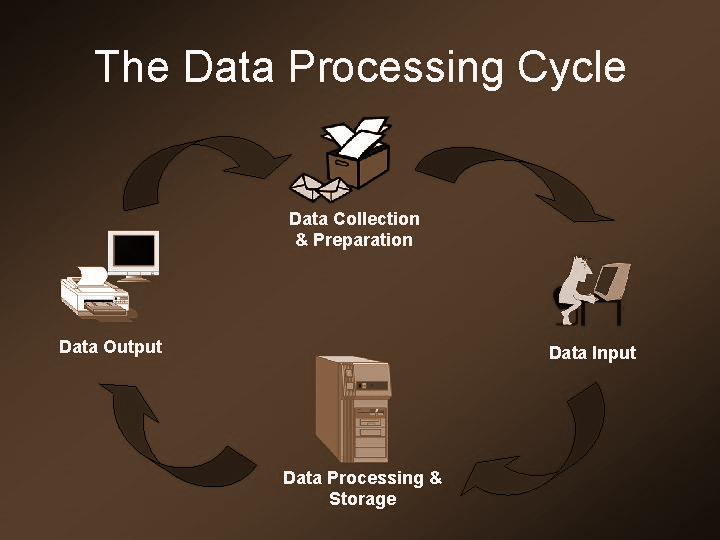 The Data Processing Cycle
Data Collection
& Preparation
Data Output
Data Input
Data Processing &
Storage